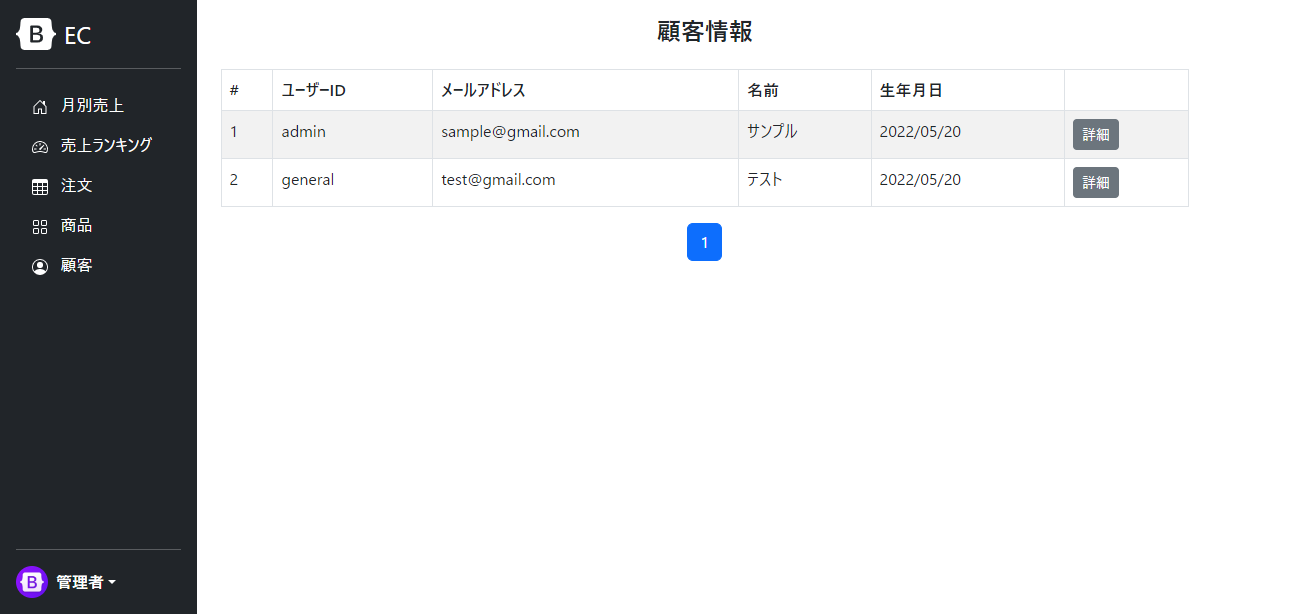 B EC
月別売上
売上ランキング
注文
商品
顧客
B 管理者
顧客情報
# ユーザーID メールアドレス 名前 生年月日
1 admin sample@gmail.com サンプル 2022/05/20 詳細
2 general test@gmail.com テスト 2022/05/20 詳細
1